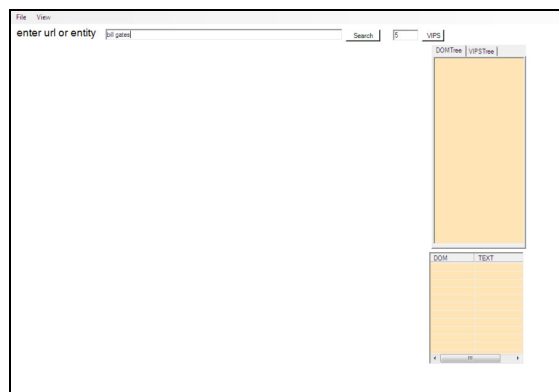 File View
enter url or entity bill gates Search 5 VIPS
DOMTree VIPSTree
DOM TEXT